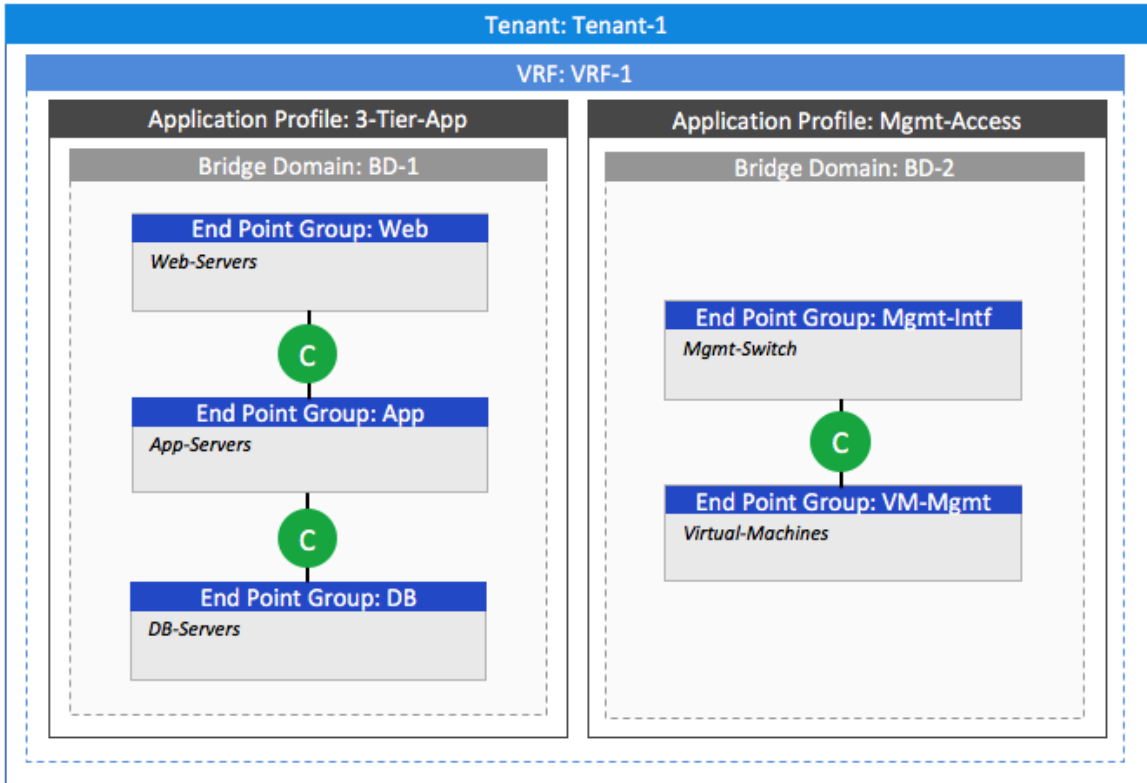 Tenant: Tenant-1
VRF: VRF-1
Application Profile: 3-Tier-App
Bridge Domain: BD-1
End Point Group: Web
Web-Servers
C
End Point Group: App
App-Servers
C
End Point Group: DB
DB-Servers
Application Profile: Mgmt-Access
Bridge Domain: BD-2
End Point Group: Mgmt-Intf
Mgmt-Switch
C
End Point Group: VM-Mgmt
Virtual-Machines